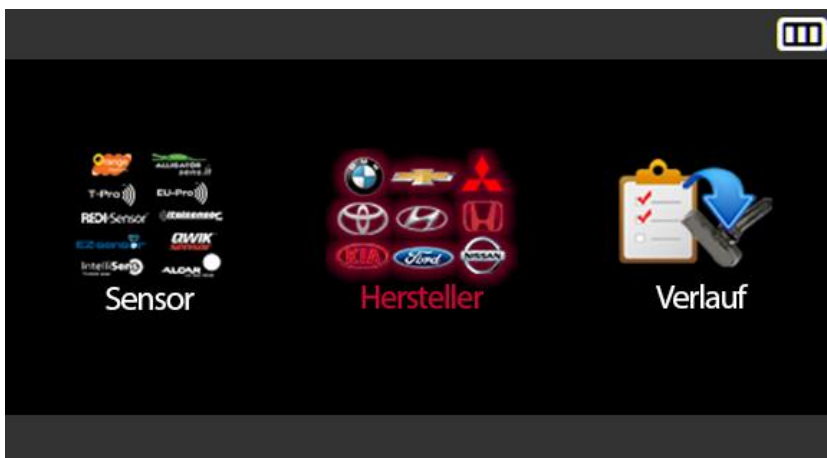 Orange
ALLIGATOR
sens.it
T-Pro
EU-Pro
REDI-Sensor
EZ-sensor
QWIK
SENSOR
IntelliSens
ALCAR
Sensor
KIA
Ford
NISSAN
Hersteller
Verlauf